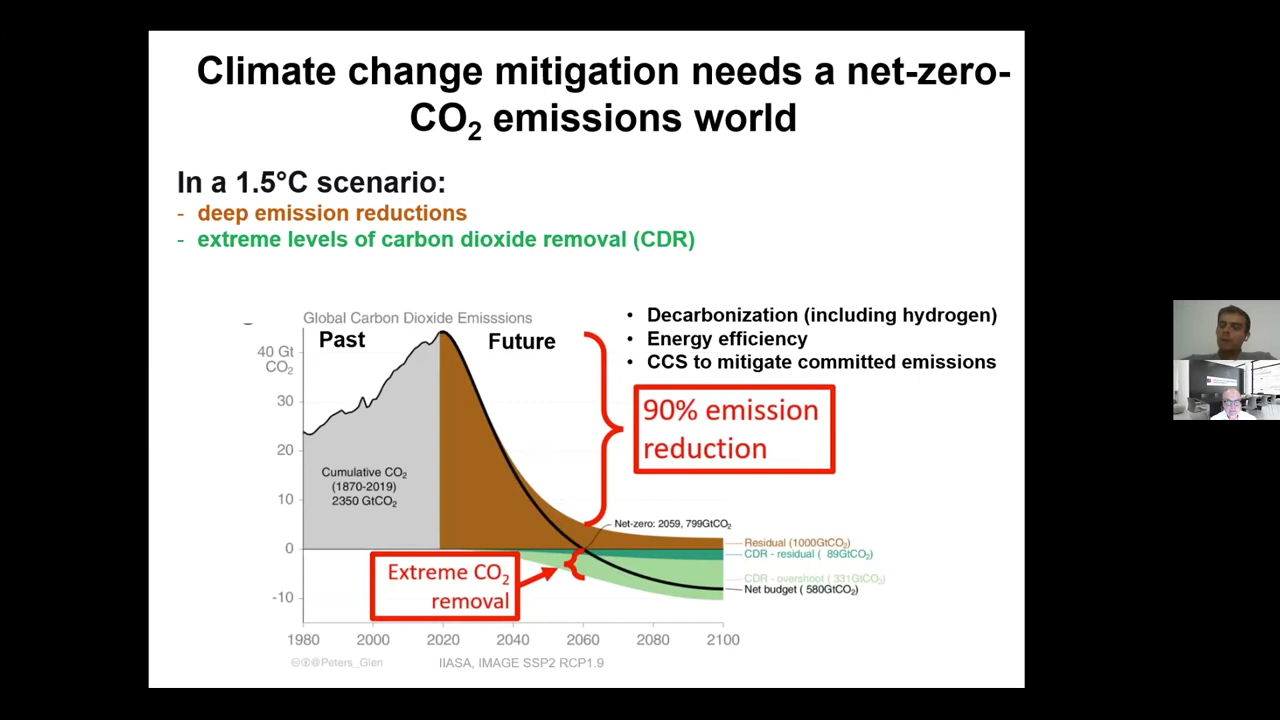 Climate change mitigation needs a net-zero-
CO₂ emissions world
In a 1.5°C scenario:
- deep emission reductions
- extreme levels of carbon dioxide removal (CDR)
• Decarbonization (including hydrogen)
• Energy efficiency
• CCS to mitigate committed emissions
Global Carbon Dioxide Emisssions
Past
Future
40 Gt
CO₂
30
20
10
0
-10
90% emission
reduction
Cumulative CO₂
(1870-2019)
2350 GtCO₂
Net-zero: 2059, 799GtCO₂
Residual (1000GtCO₂)
CDR - residual ( 89GtCO₂)
CDR - overshoot ( 331GtCO₂)
Net budget ( 580GtCO₂)
Extreme CO₂
removal
1980 2000 2020 2040 2060 2080 2100
@Peters_Glen
IIASA, IMAGE SSP2 RCP1.9